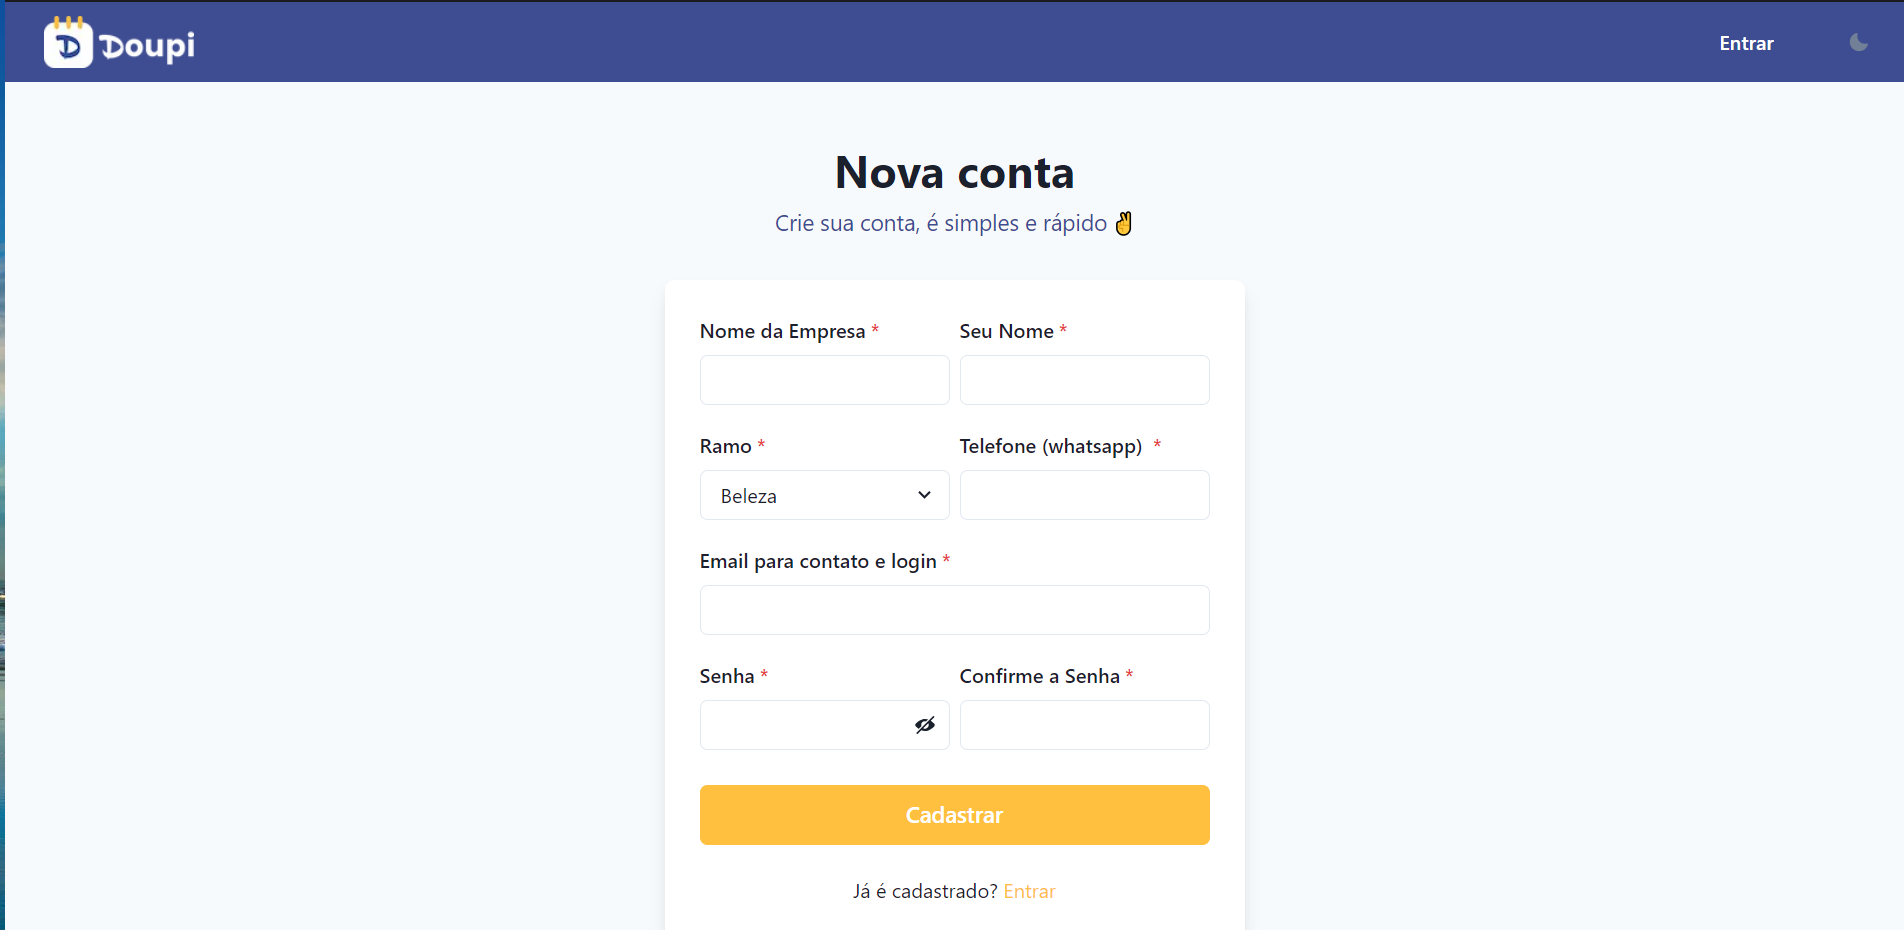 Doupi
Entrar
Nova conta
Crie sua conta, é simples e rápido ✌
Nome da Empresa *
Seu Nome *
Ramo *
Telefone (whatsapp) *
Beleza
Email para contato e login *
Senha *
Confirme a Senha *
Cadastrar
Já é cadastrado? Entrar